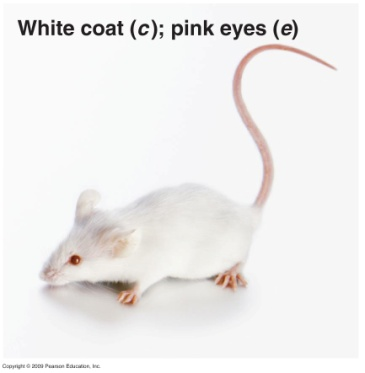 White coat (c); pink eyes (e)
Copyright © 2009 Pearson Education, Inc.